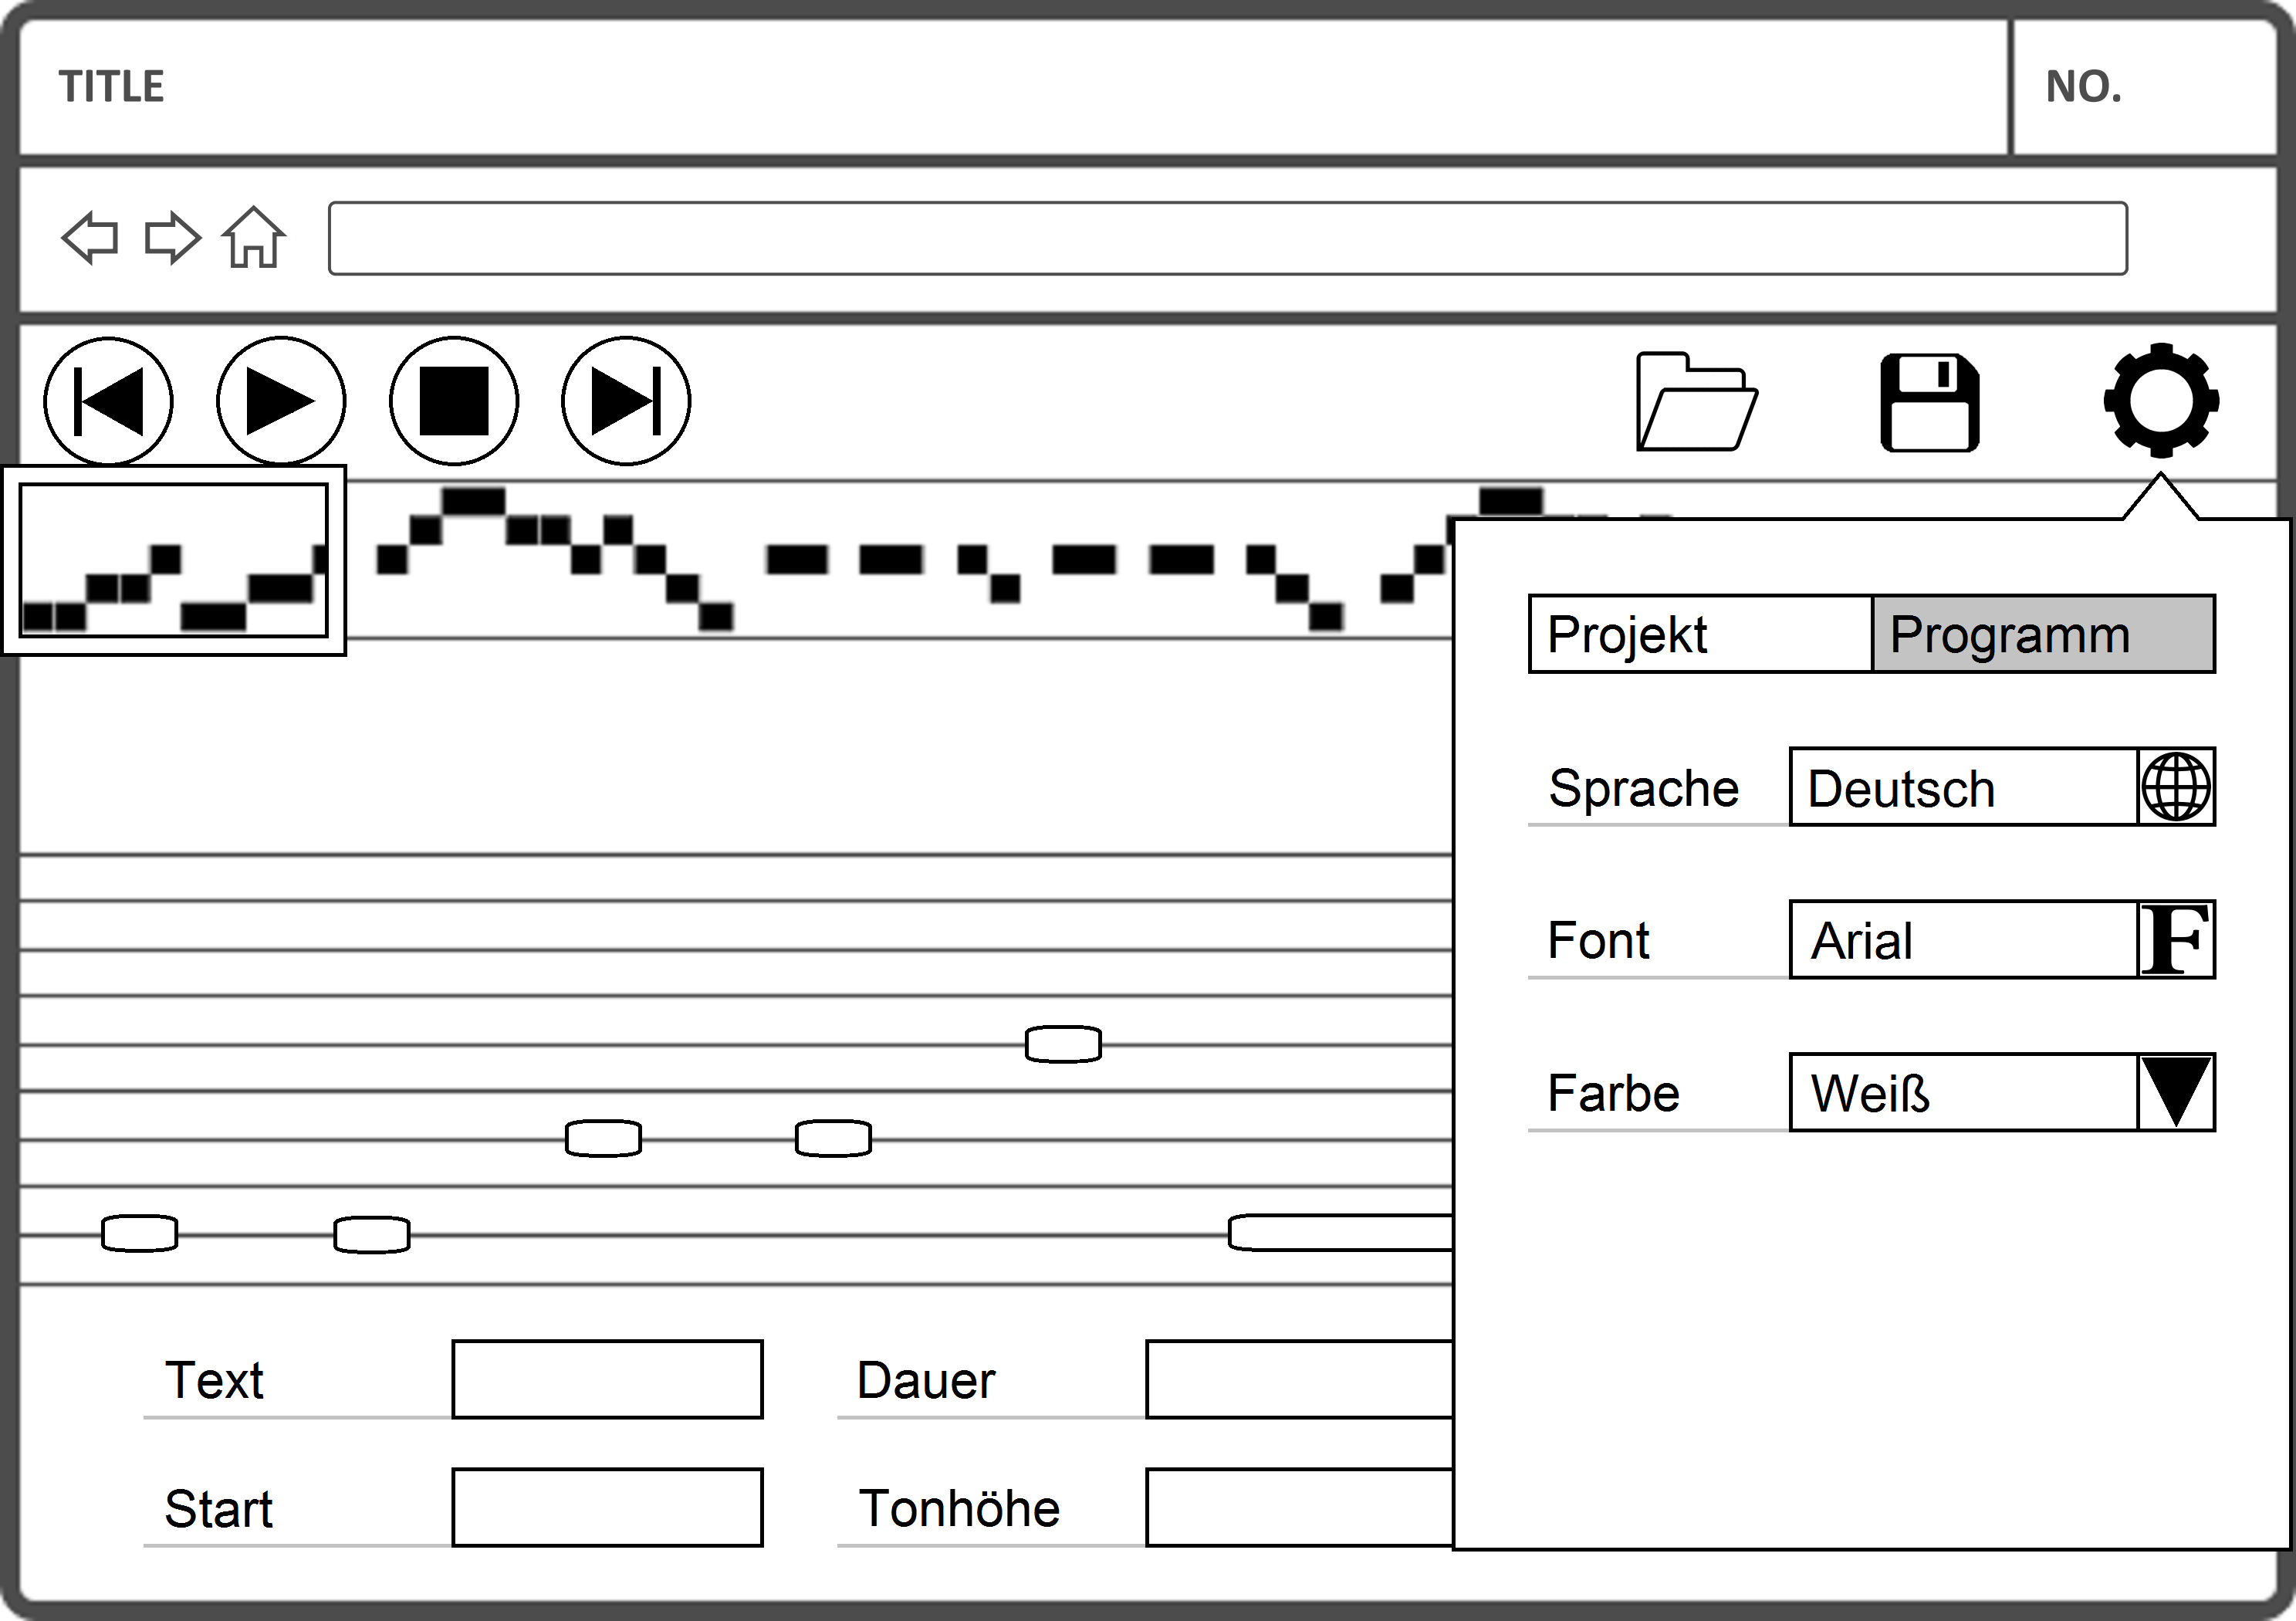 TITLE
NO.
Projekt
Programm
Sprache
Deutsch
Font
Arial
F
Farbe
Weiß
Text
Dauer
Start
Tonhöhe